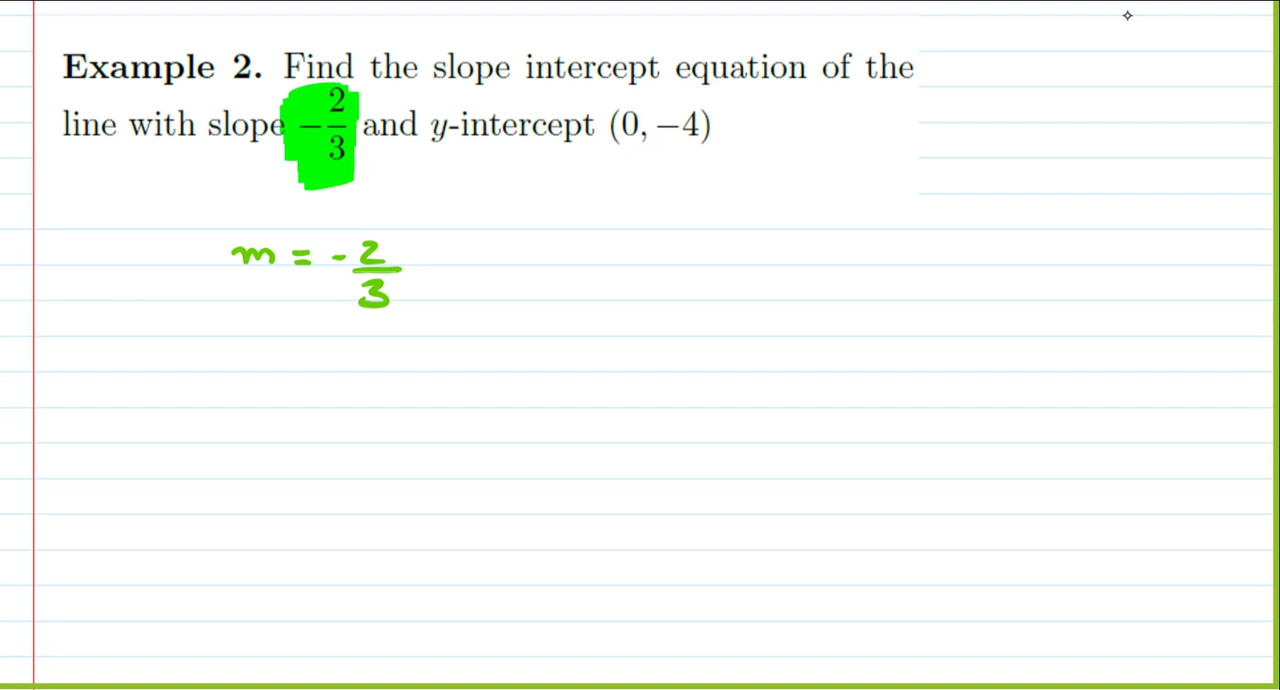 Example 2. Find the slope intercept equation of the
line with slope −2/3 and y-intercept (0, −4)
m = -2/3